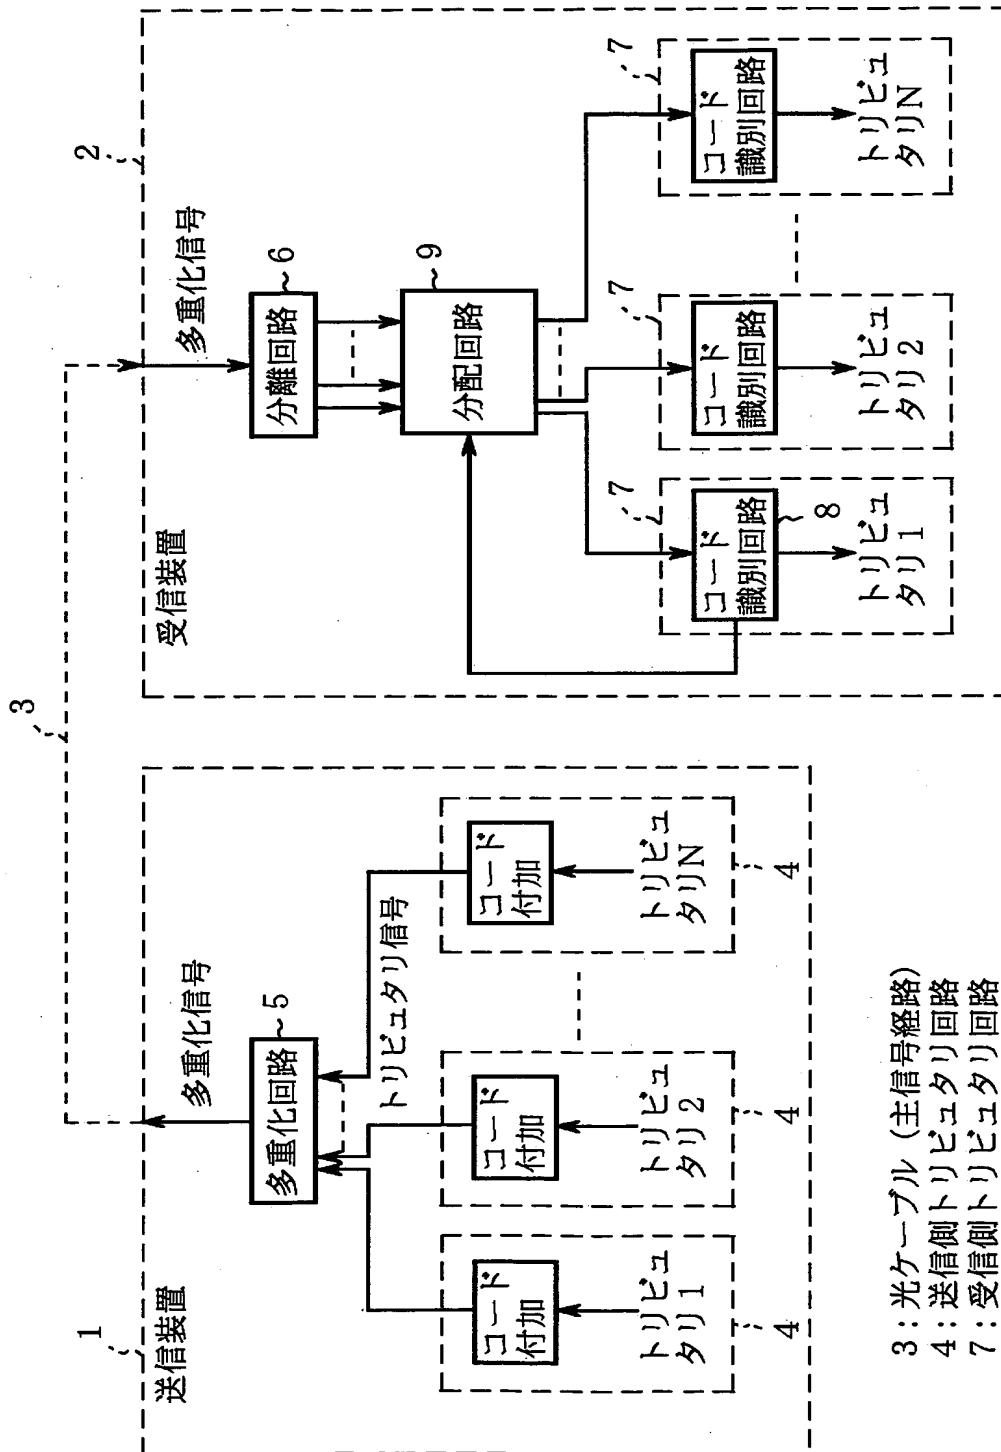 1
送信装置
多重化信号
多重化回路
5
トリビュタリ信号
コード
付加
コード
付加
コード
付加
トリビュ
タリ1
トリビュ
タリ2
トリビュ
タリN
4
4
4
3
2
受信装置
多重化信号
分離回路
6
分配回路
9
7
7
7
コード
識別回路
コード
識別回路
コード
識別回路
8
トリビュ
タリ1
トリビュ
タリ2
トリビュ
タリN
3:光ケーブル(主信号経路)
4:送信側トリビュタリ回路
7:受信側トリビュタリ回路